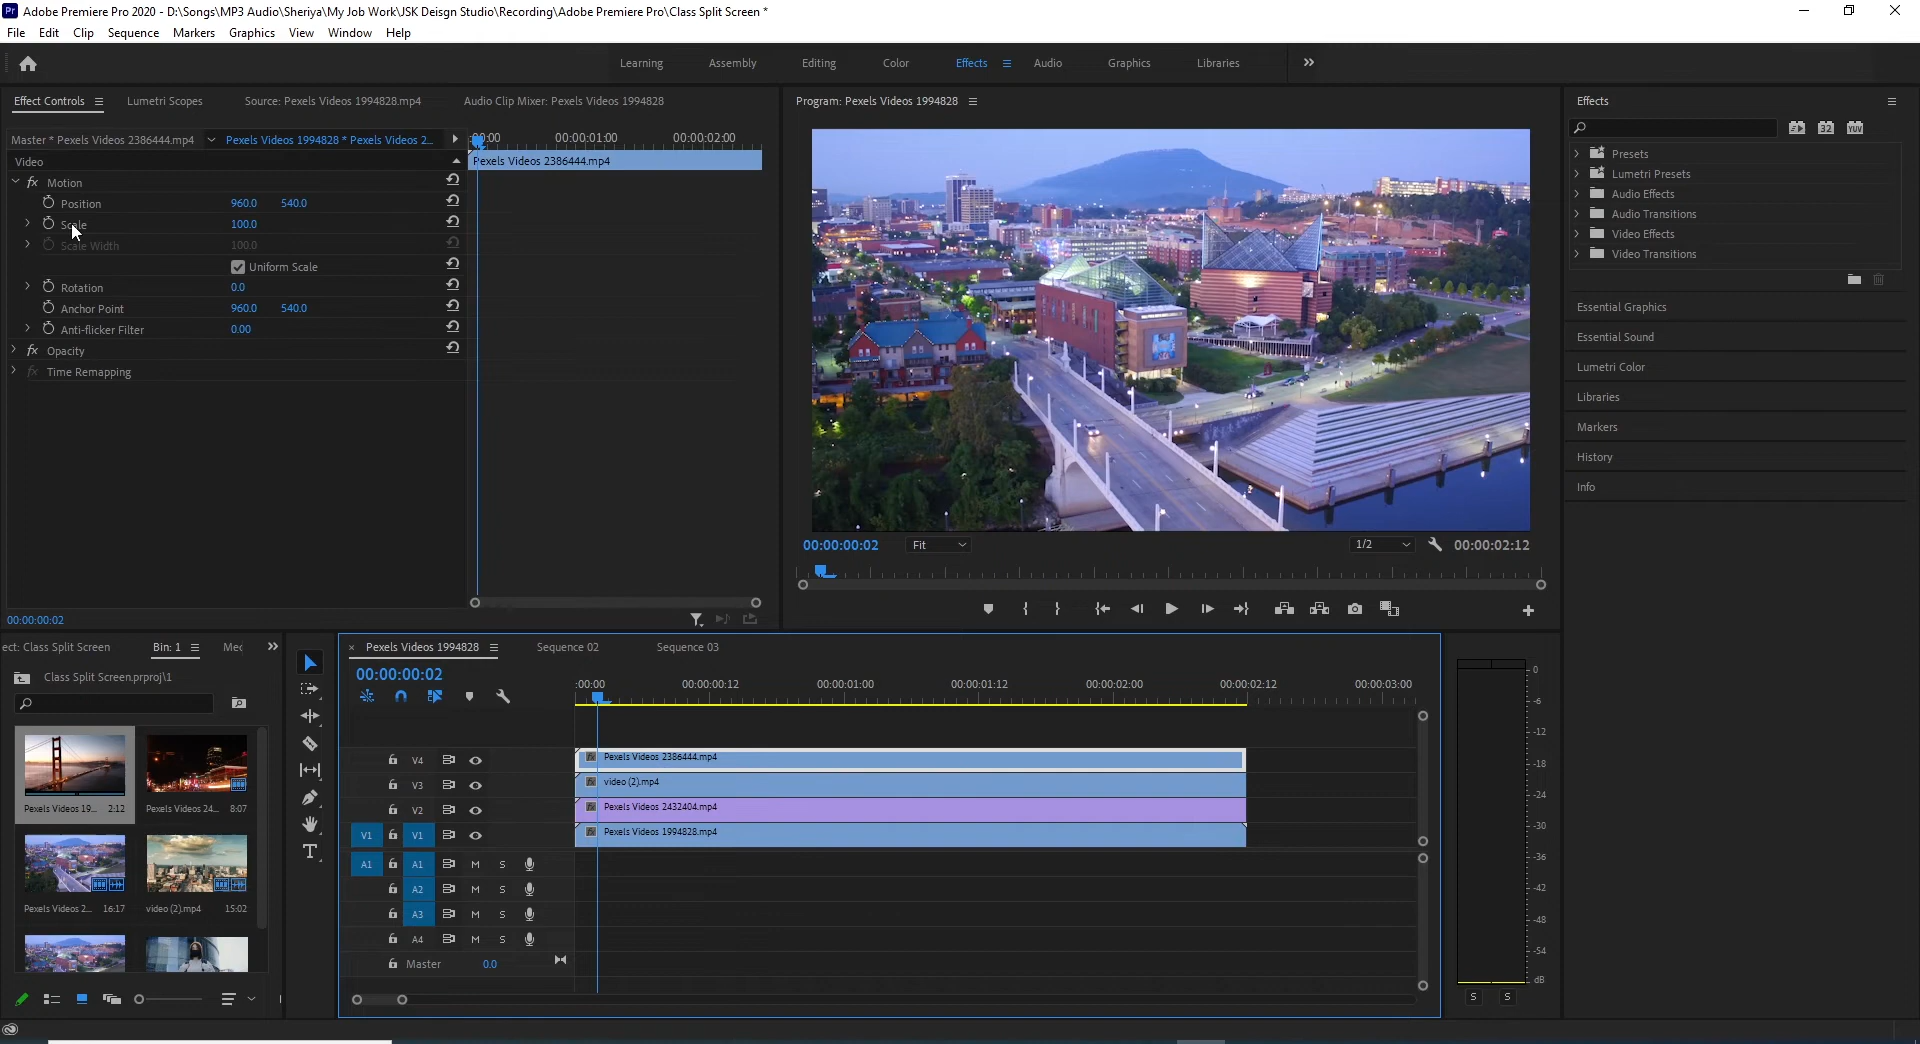 Adobe Premiere Pro 2020 - D:\Songs\MP3 Audio\Sheriya\My Job Work\JSK Deisgn Studio\Recording\Adobe Premiere Pro\Class Split Screen *
File Edit Clip Sequence Markers Graphics View Window Help
Learning Assembly Editing Color Effects Audio Graphics Libraries
Effect Controls Lumetri Scopes Source: Pexels Videos 1994828.mp4 Audio Clip Mixer: Pexels Videos 1994828
Master * Pexels Videos 2386444.mp4 Pexels Videos 1994828 * Pexels Videos 2... :00:00 00:00:01:00 00:00:02:00
Video Pexels Videos 2386444.mp4
Motion
Position 960.0 540.0
Scale 100.0
Scale Width 100.0
Uniform Scale
Rotation 0.0
Anchor Point 960.0 540.0
Anti-flicker Filter 0.00
Opacity
Time Remapping
00:00:00:02
Program: Pexels Videos 1994828
00:00:00:02 Fit 1/2 00:00:02:12
Effects
32 YUV
Presets
Lumetri Presets
Audio Effects
Audio Transitions
Video Effects
Video Transitions
Essential Graphics
Essential Sound
Lumetri Color
Libraries
Markers
History
Info
ect: Class Split Screen Bin: 1 Mec
Class Split Screen.prproj\1
Pexels Videos 19... 2:12 Pexels Videos 24... 8:07
Pexels Videos 2... 16:17 video (2).mp4 15:02
Pexels Videos 1994828 Sequence 02 Sequence 03
00:00:00:02
:00:00 00:00:00:12 00:00:01:00 00:00:01:12 00:00:02:00 00:00:02:12 00:00:03:00
V4 Pexels Videos 2386444.mp4
V3 video (2).mp4
V2 Pexels Videos 2432404.mp4
V1 V1 Pexels Videos 1994828.mp4
A1 A1 M S
A2 M S
A3 M S
A4 M S
Master 0.0
0
-6
-12
-18
-24
-30
-36
-42
-48
-54
dB
S S